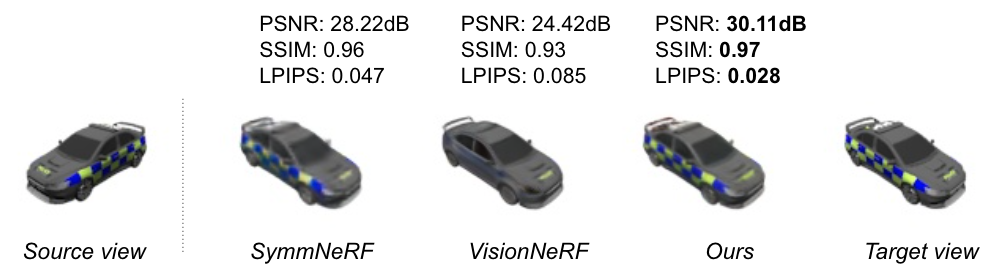 PSNR: 28.22dB
SSIM: 0.96
LPIPS: 0.047
PSNR: 24.42dB
SSIM: 0.93
LPIPS: 0.085
PSNR: 30.11dB
SSIM: 0.97
LPIPS: 0.028
Source view
SymmNeRF
VisionNeRF
Ours
Target view